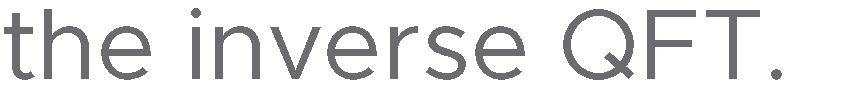 the inverse QFT.